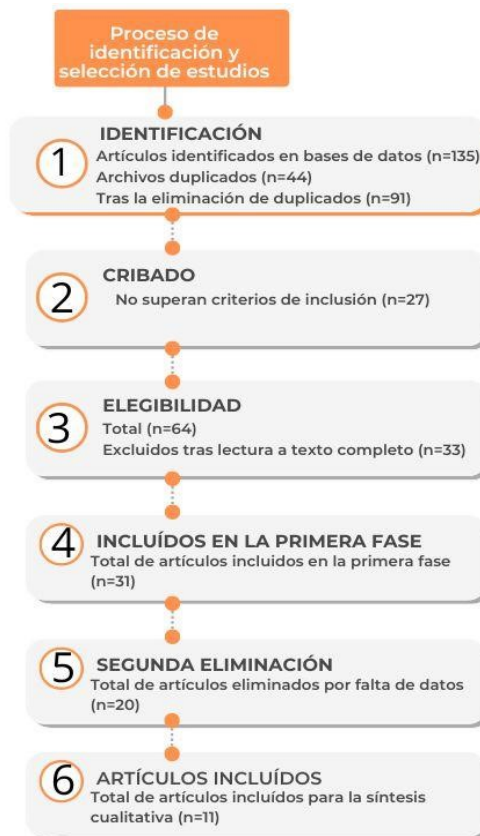 Proceso de
identificación y
selección de estudios
1
IDENTIFICACIÓN
Artículos identificados en bases de datos (n=135)
Archivos duplicados (n=44)
Tras la eliminación de duplicados (n=91)
2
CRIBADO
No superan criterios de inclusión (n=27)
3
ELEGIBILIDAD
Total (n=64)
Excluidos tras lectura a texto completo (n=33)
4
INCLUÍDOS EN LA PRIMERA FASE
Total de artículos incluidos en la primera fase
(n=31)
5
SEGUNDA ELIMINACIÓN
Total de artículos eliminados por falta de datos
(n=20)
6
ARTÍCULOS INCLUÍDOS
Total de artículos incluídos para la síntesis
cualitativa (n=11)